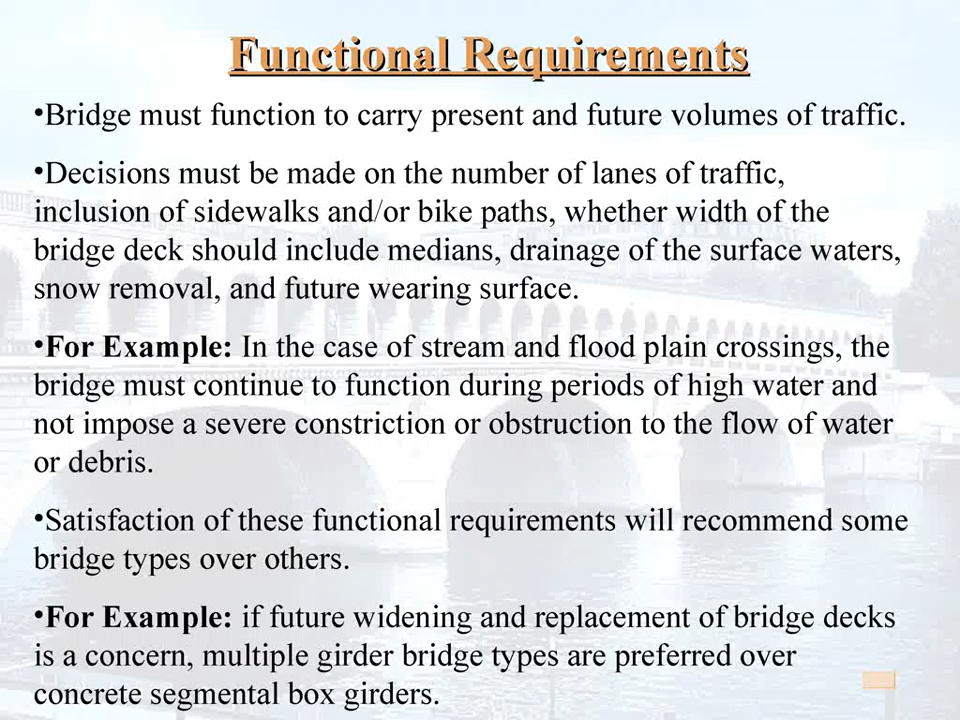 Functional Requirements
•Bridge must function to carry present and future volumes of traffic.
•Decisions must be made on the number of lanes of traffic,
inclusion of sidewalks and/or bike paths, whether width of the
bridge deck should include medians, drainage of the surface waters,
snow removal, and future wearing surface.
•For Example: In the case of stream and flood plain crossings, the
bridge must continue to function during periods of high water and
not impose a severe constriction or obstruction to the flow of water
or debris.
•Satisfaction of these functional requirements will recommend some
bridge types over others.
•For Example: if future widening and replacement of bridge decks
is a concern, multiple girder bridge types are preferred over
concrete segmental box girders.